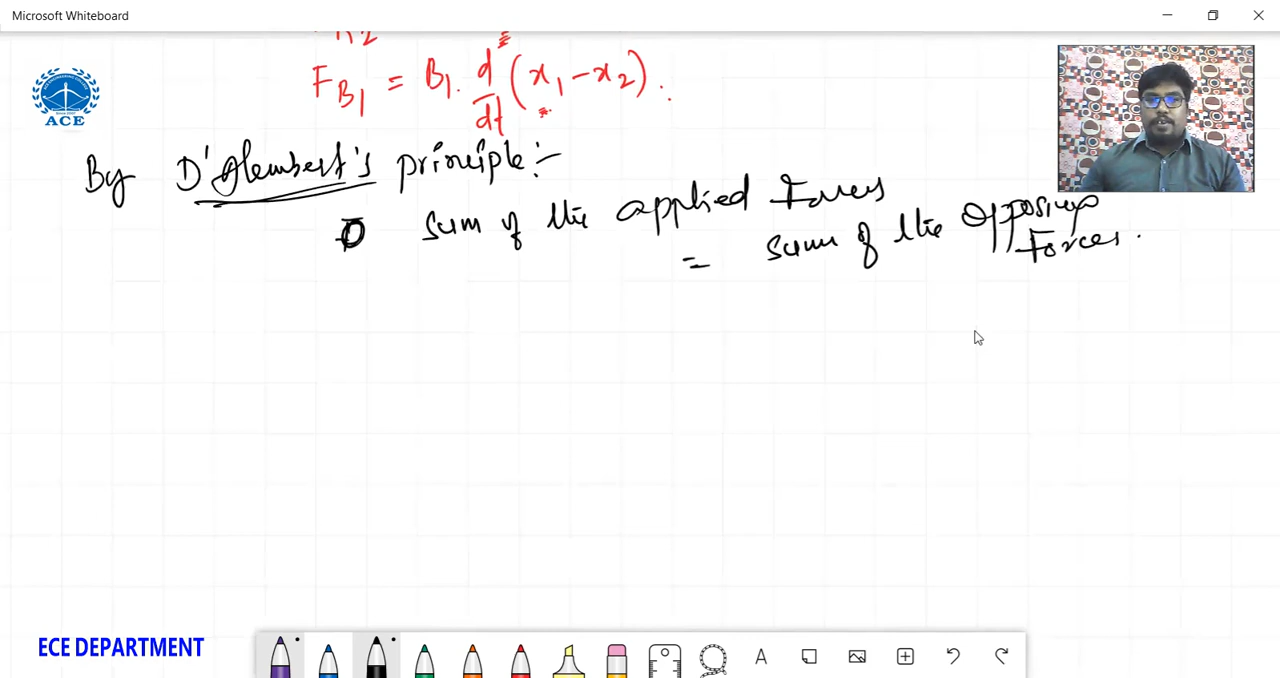 Microsoft Whiteboard
F_B1 = B1. d/dt (x1 - x2).
ACE
By D'Alembert's principle:-
sum of the applied forces
= sum of the opposing forces.
ECE DEPARTMENT
A